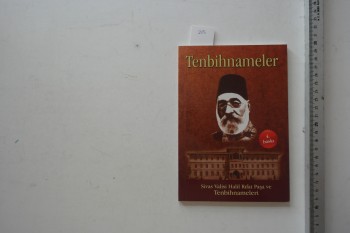 Tenbihnameler
Sivas Valisi Halil Rıfat Paşa ve
Tenbihnameleri